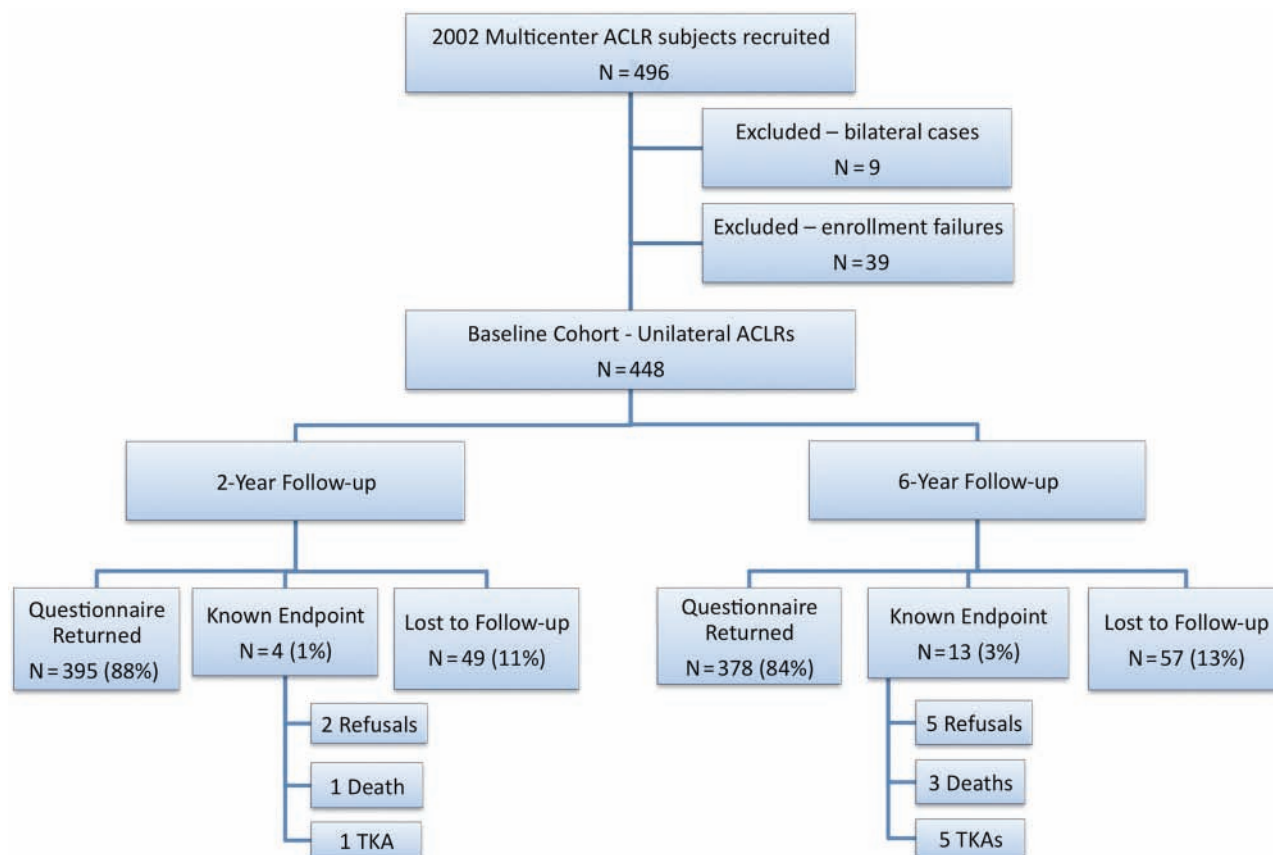 2002 Multicenter ACLR subjects recruited
N = 496
Excluded – bilateral cases
N = 9
Excluded – enrollment failures
N = 39
Baseline Cohort - Unilateral ACLRs
N = 448
2-Year Follow-up
6-Year Follow-up
Questionnaire
Returned
N = 395 (88%)
Known Endpoint
N = 4 (1%)
Lost to Follow-up
N = 49 (11%)
2 Refusals
1 Death
1 TKA
Questionnaire
Returned
N = 378 (84%)
Known Endpoint
N = 13 (3%)
Lost to Follow-up
N = 57 (13%)
5 Refusals
3 Deaths
5 TKAs